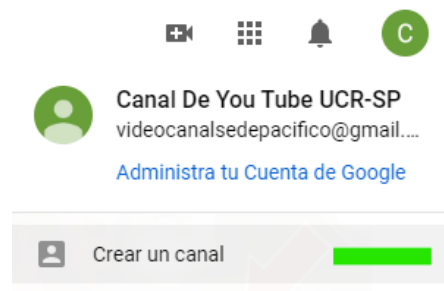 C
Canal De You Tube UCR-SP
videocanalsedepacifico@gmail....
Administra tu Cuenta de Google
Crear un canal